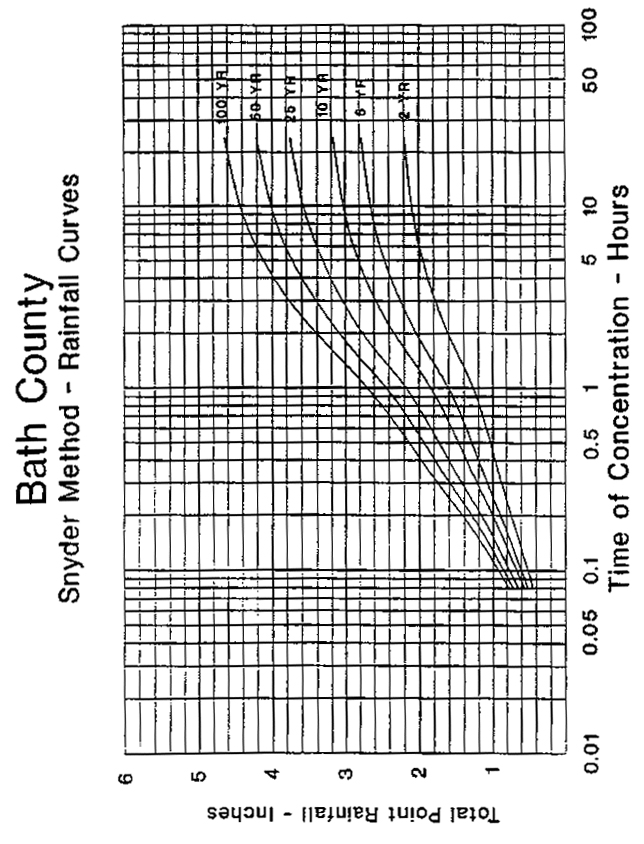 Bath County
Snyder Method - Rainfall Curves
Total Point Rainfall - Inches
6
5
4
3
2
1
100 YR
50 YR
25 YR
10 YR
5 YR
2 YR
0.01
0.05
0.1
0.5
1
5
10
50
100
Time of Concentration - Hours